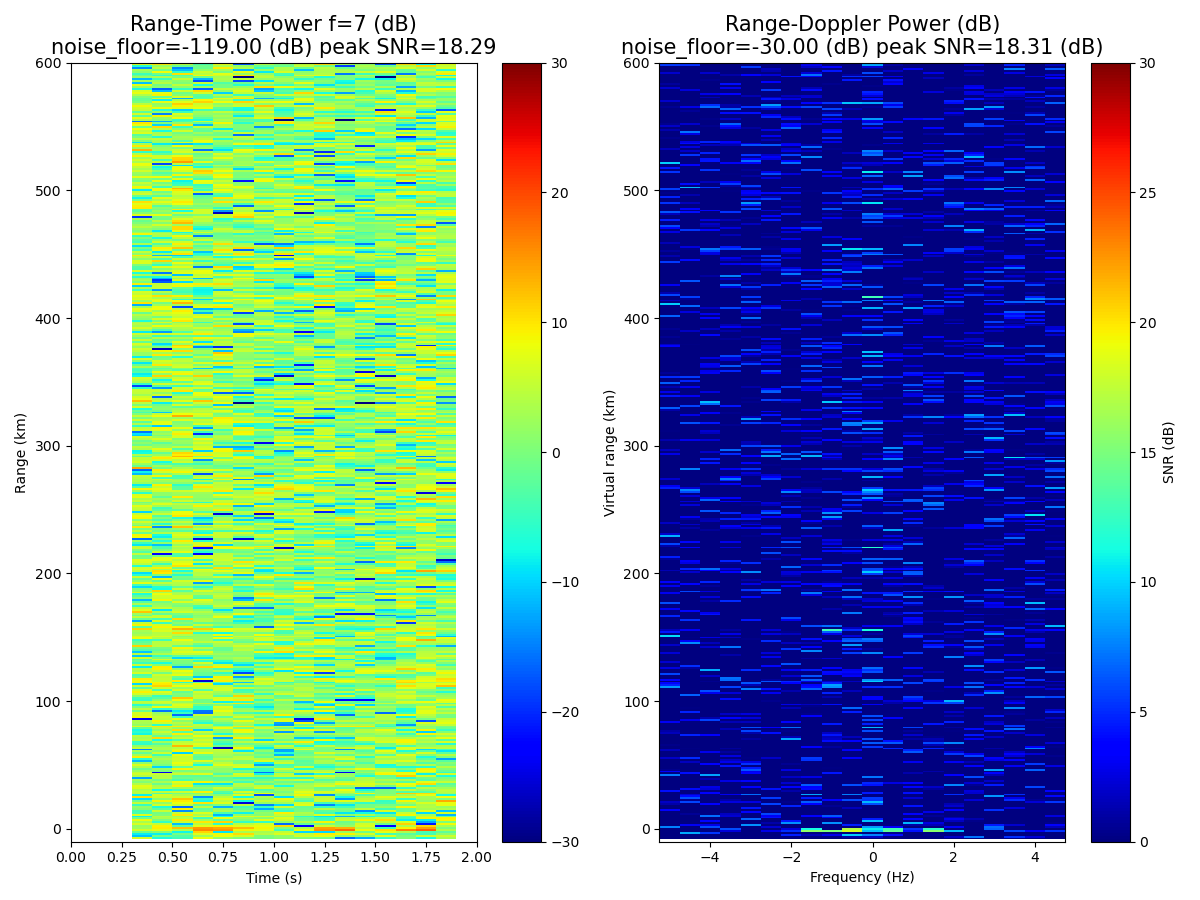 Range-Time Power f=7 (dB)
noise_floor=-119.00 (dB) peak SNR=18.29
Range-Doppler Power (dB)
noise_floor=-30.00 (dB) peak SNR=18.31 (dB)
600
500
400
300
200
100
0
Range (km)
0.00 0.25 0.50 0.75 1.00 1.25 1.50 1.75 2.00
Time (s)
30
20
10
0
−10
−20
−30
600
500
400
300
200
100
0
Virtual range (km)
−4 −2 0 2 4
Frequency (Hz)
30
25
20
15
10
5
0
SNR (dB)